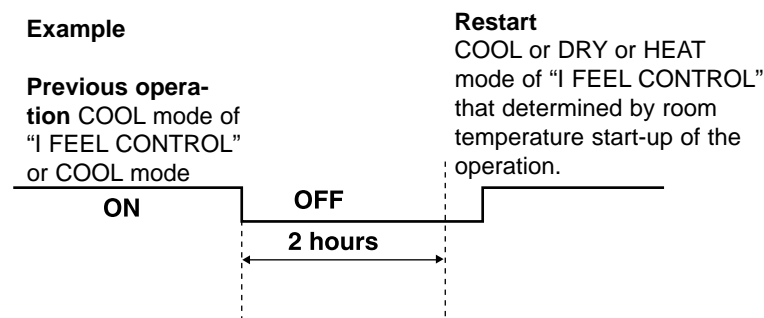 Example
Previous opera-
tion COOL mode of
“I FEEL CONTROL”
or COOL mode
Restart
COOL or DRY or HEAT
mode of “I FEEL CONTROL”
that determined by room
temperature start-up of the
operation.
ON
OFF
2 hours